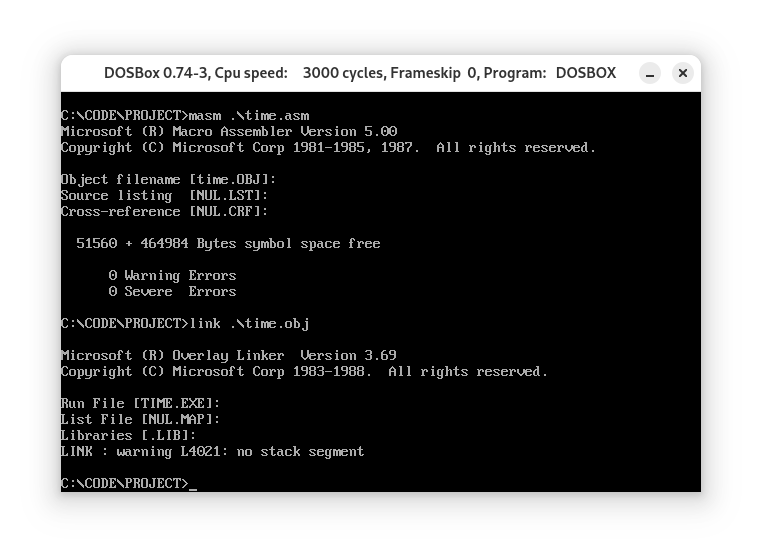 DOSBox 0.74-3, Cpu speed:    3000 cycles, Frameskip  0, Program:   DOSBOX
C:\CODE\PROJECT>masm .\time.asm
Microsoft (R) Macro Assembler Version 5.00
Copyright (C) Microsoft Corp 1981-1985, 1987.  All rights reserved.
Object filename [time.OBJ]:
Source listing  [NUL.LST]:
Cross-reference [NUL.CRF]:
  51560 + 464984 Bytes symbol space free
      0 Warning Errors
      0 Severe  Errors
C:\CODE\PROJECT>link .\time.obj
Microsoft (R) Overlay Linker  Version 3.69
Copyright (C) Microsoft Corp 1983-1988.  All rights reserved.
Run File [TIME.EXE]:
List File [NUL.MAP]:
Libraries [.LIB]:
LINK : warning L4021: no stack segment
C:\CODE\PROJECT>_